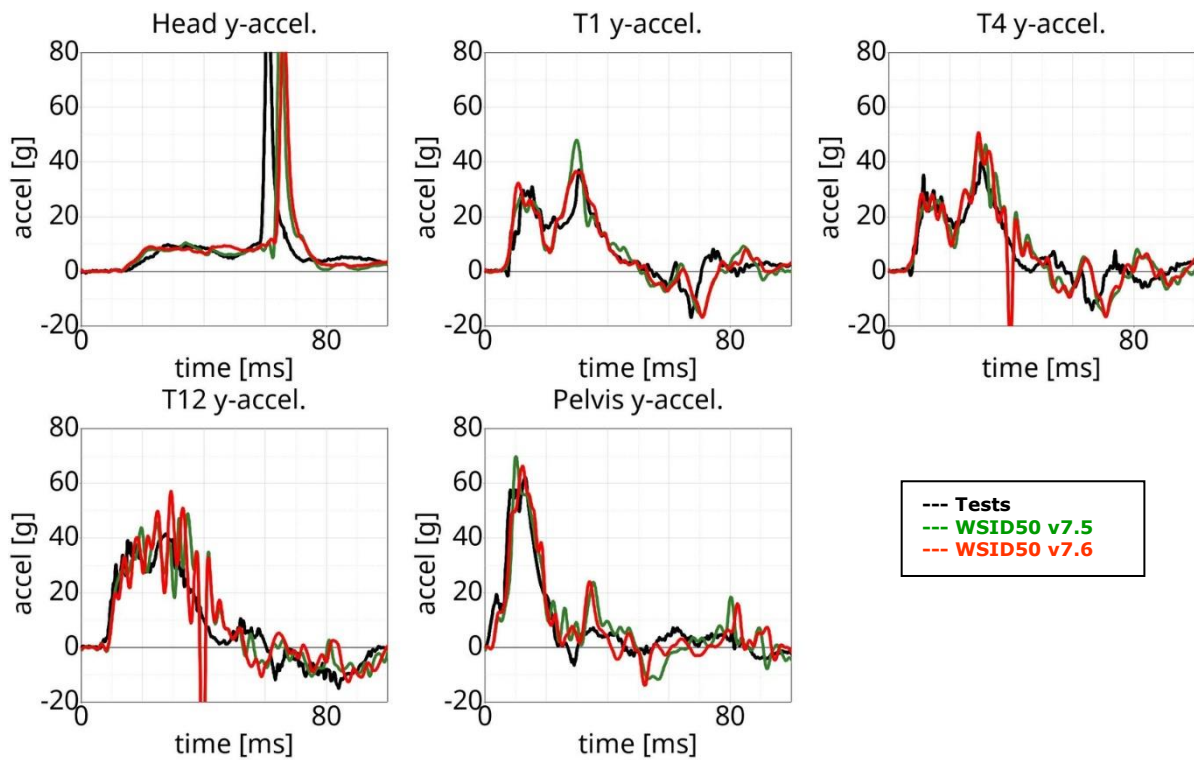 Head y-accel.
80
60
40
20
0
-20
accel [g]
0
80
time [ms]
T1 y-accel.
80
60
40
20
0
-20
accel [g]
0
80
time [ms]
T4 y-accel.
80
60
40
20
0
-20
accel [g]
0
80
time [ms]
T12 y-accel.
80
60
40
20
0
-20
accel [g]
0
80
time [ms]
Pelvis y-accel.
80
60
40
20
0
-20
accel [g]
0
80
time [ms]
--- Tests
--- WSID50 v7.5
--- WSID50 v7.6